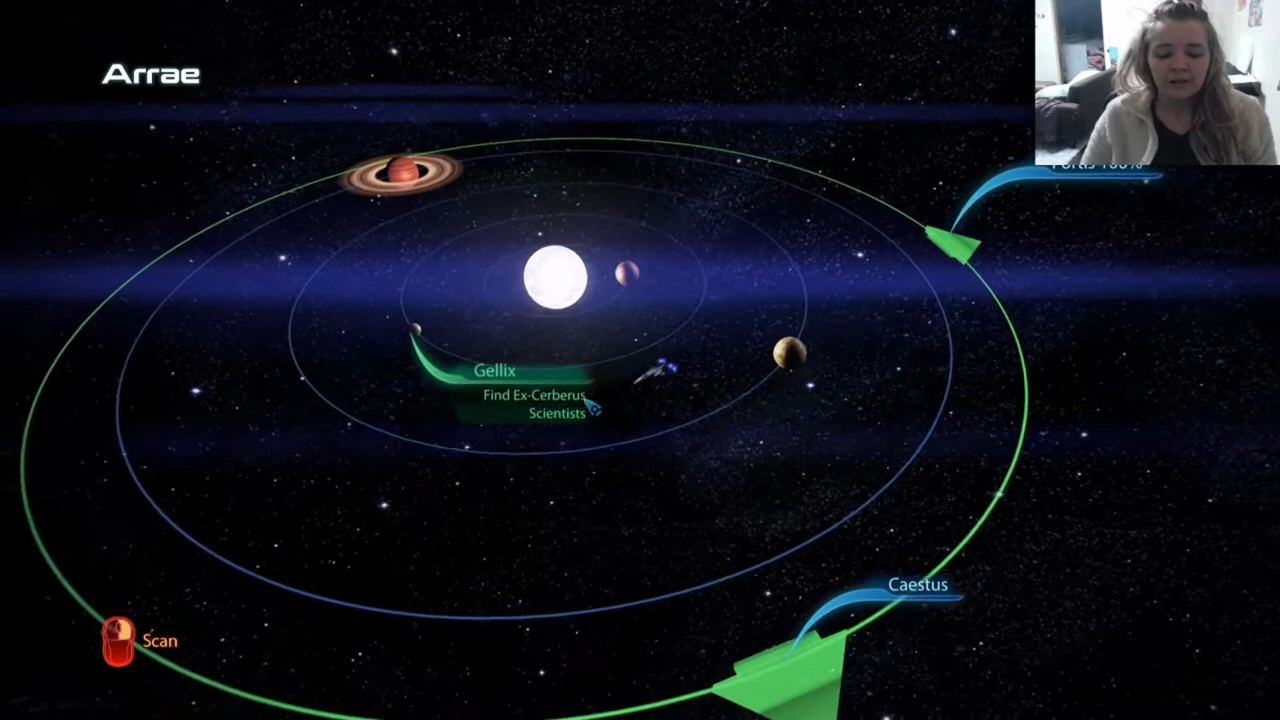 Arrae
Gellix
Find Ex-Cerberus
Scientists
Caestus
Scan